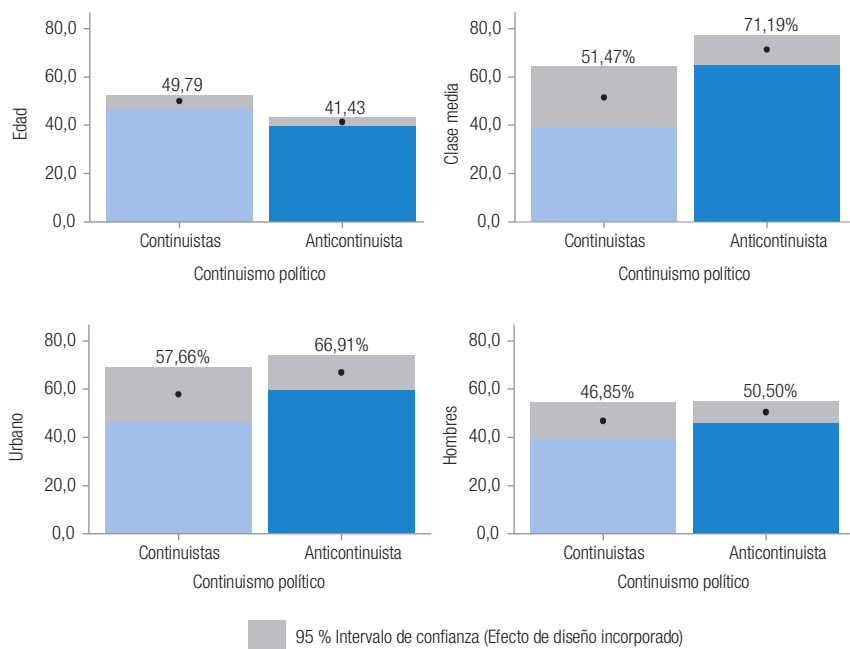 80,0
60,0
40,0
20,0
0,0
Edad
49,79
41,43
Continuistas
Anticontinuista
Continuismo político
80,0
60,0
40,0
20,0
0,0
Clase media
51,47%
71,19%
Continuistas
Anticontinuista
Continuismo político
80,0
60,0
40,0
20,0
0,0
Urbano
57,66%
66,91%
Continuistas
Anticontinuista
Continuismo político
80,0
60,0
40,0
20,0
0,0
Hombres
46,85%
50,50%
Continuistas
Anticontinuista
Continuismo político
95 % Intervalo de confianza (Efecto de diseño incorporado)